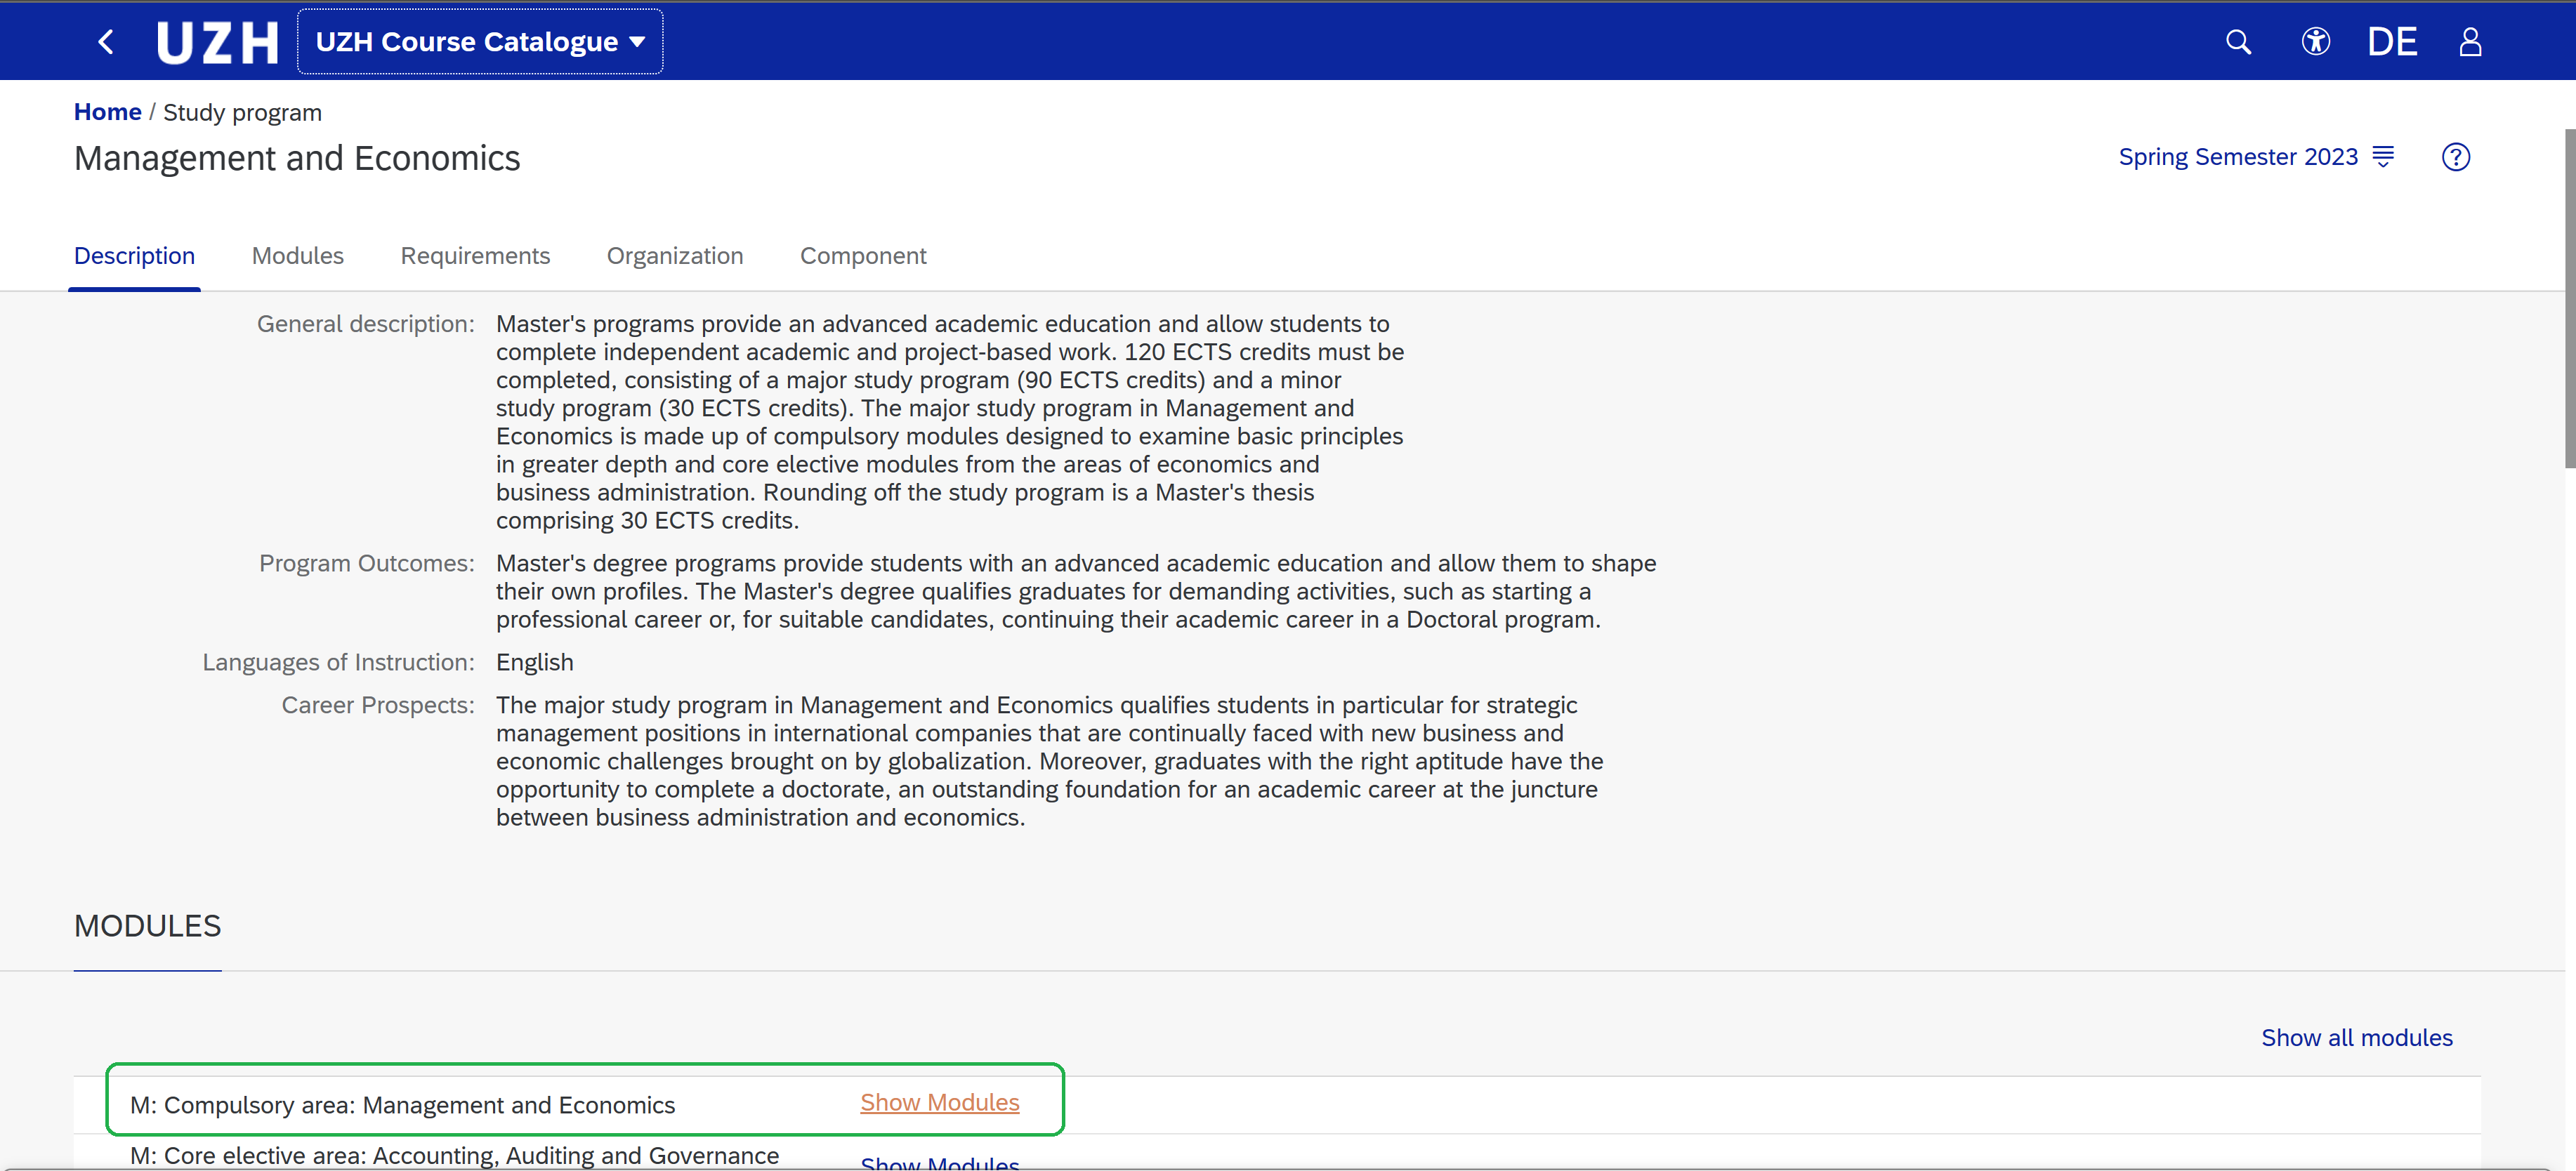 UZH UZH Course Catalogue DE
Home / Study program
Management and Economics
Spring Semester 2023
Description Modules Requirements Organization Component
General description: Master's programs provide an advanced academic education and allow students to
complete independent academic and project-based work. 120 ECTS credits must be
completed, consisting of a major study program (90 ECTS credits) and a minor
study program (30 ECTS credits). The major study program in Management and
Economics is made up of compulsory modules designed to examine basic principles
in greater depth and core elective modules from the areas of economics and
business administration. Rounding off the study program is a Master's thesis
comprising 30 ECTS credits.
Program Outcomes: Master's degree programs provide students with an advanced academic education and allow them to shape
their own profiles. The Master's degree qualifies graduates for demanding activities, such as starting a
professional career or, for suitable candidates, continuing their academic career in a Doctoral program.
Languages of Instruction: English
Career Prospects: The major study program in Management and Economics qualifies students in particular for strategic
management positions in international companies that are continually faced with new business and
economic challenges brought on by globalization. Moreover, graduates with the right aptitude have the
opportunity to complete a doctorate, an outstanding foundation for an academic career at the juncture
between business administration and economics.
MODULES
Show all modules
M: Compulsory area: Management and Economics Show Modules
M: Core elective area: Accounting, Auditing and Governance Show Modules